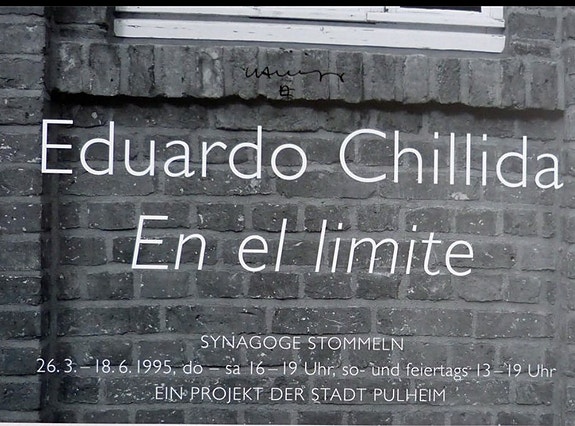 Eduardo Chillida
En el limite
SYNAGOGE STOMMELN
26.3.–18.6.1995, do – sa 16–19 Uhr, so- und feiertags 13–19 Uhr
EIN PROJEKT DER STADT PULHEIM